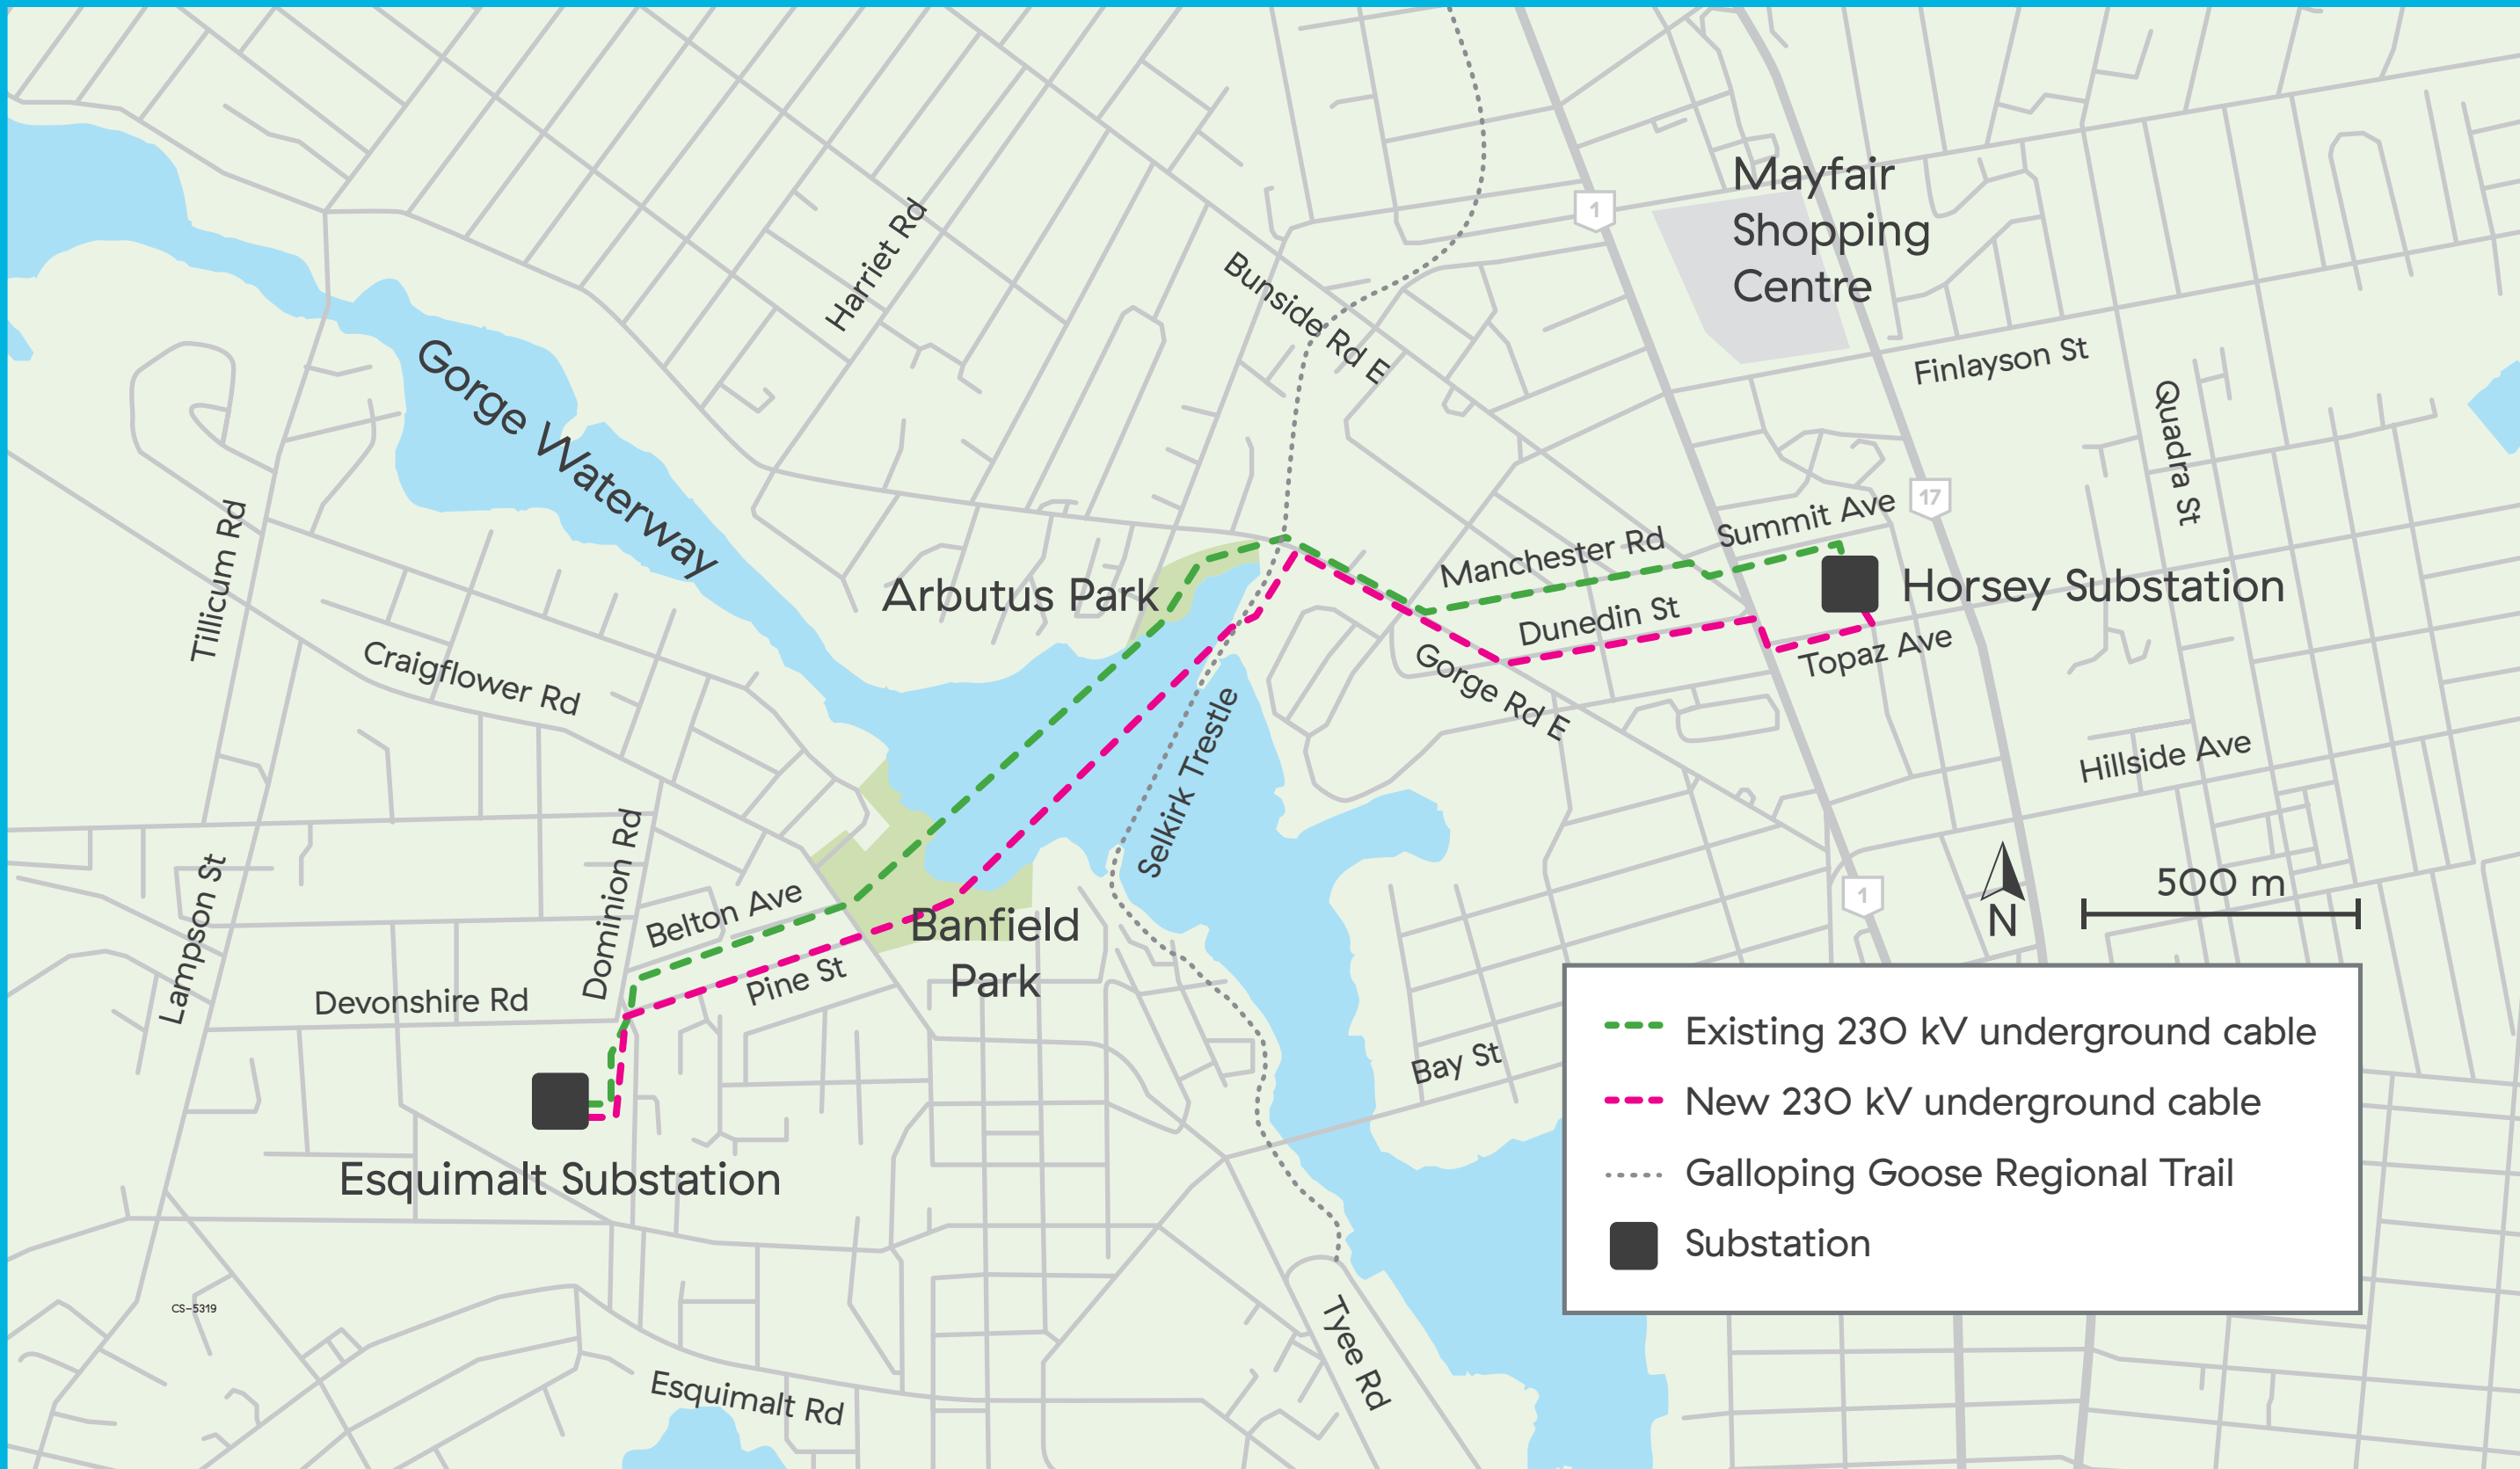 Mayfair
Shopping
Centre
1
Harriet Rd
Bunside Rd E
Finlayson St
Gorge Waterway
Quadra St
17
Tillicum Rd
Summit Ave
Manchester Rd
Arbutus Park
Horsey Substation
Dunedin St
Topaz Ave
Craigflower Rd
Gorge Rd E
Selkirk Trestle
Hillside Ave
Dominion Rd
Lampson St
Belton Ave
1
500 m
N
Banfield
Park
Pine St
Devonshire Rd
Bay St
Existing 230 kV underground cable
New 230 kV underground cable
Galloping Goose Regional Trail
Substation
Esquimalt Substation
CS-5319
Tyee Rd
Esquimalt Rd